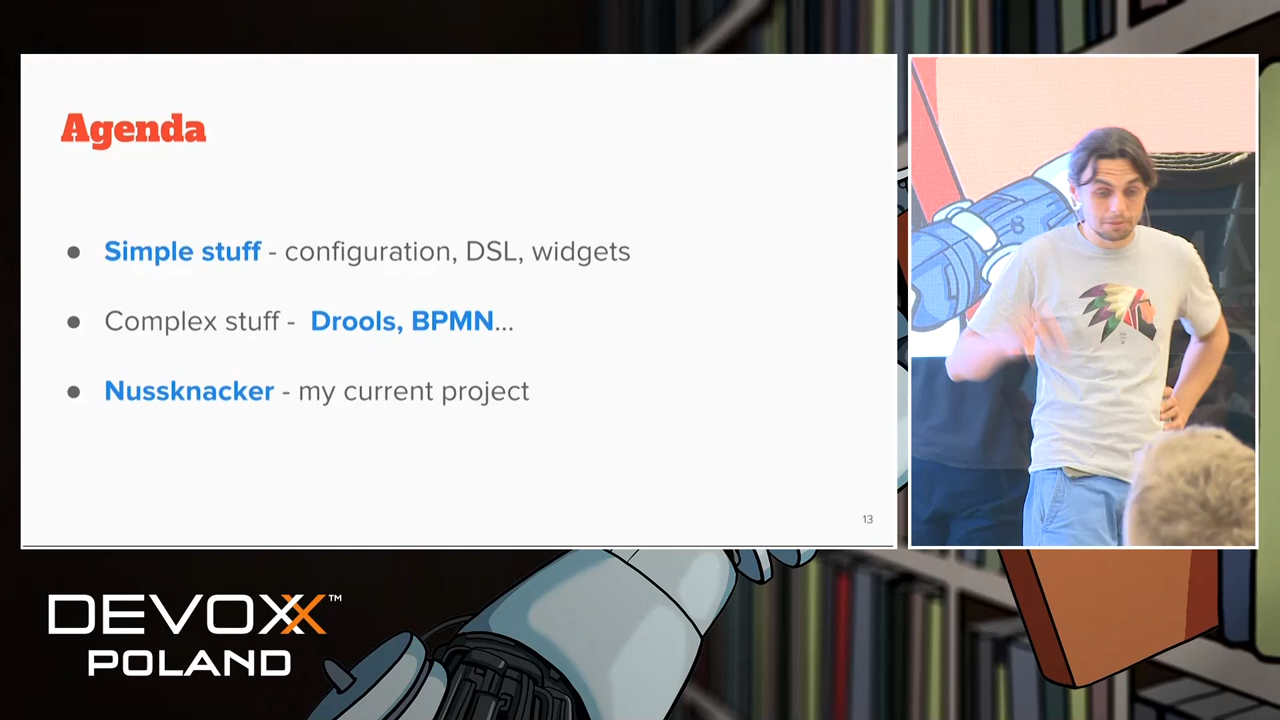 Agenda
● Simple stuff - configuration, DSL, widgets
● Complex stuff - Drools, BPMN...
● Nussknacker - my current project
13
DEVOXX™
POLAND